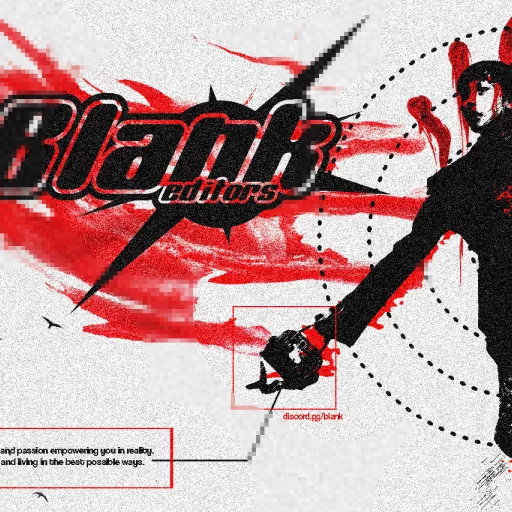 Blank
editors
discord.gg/blank
and passion empowering you in reality.
and living in the best possible ways.